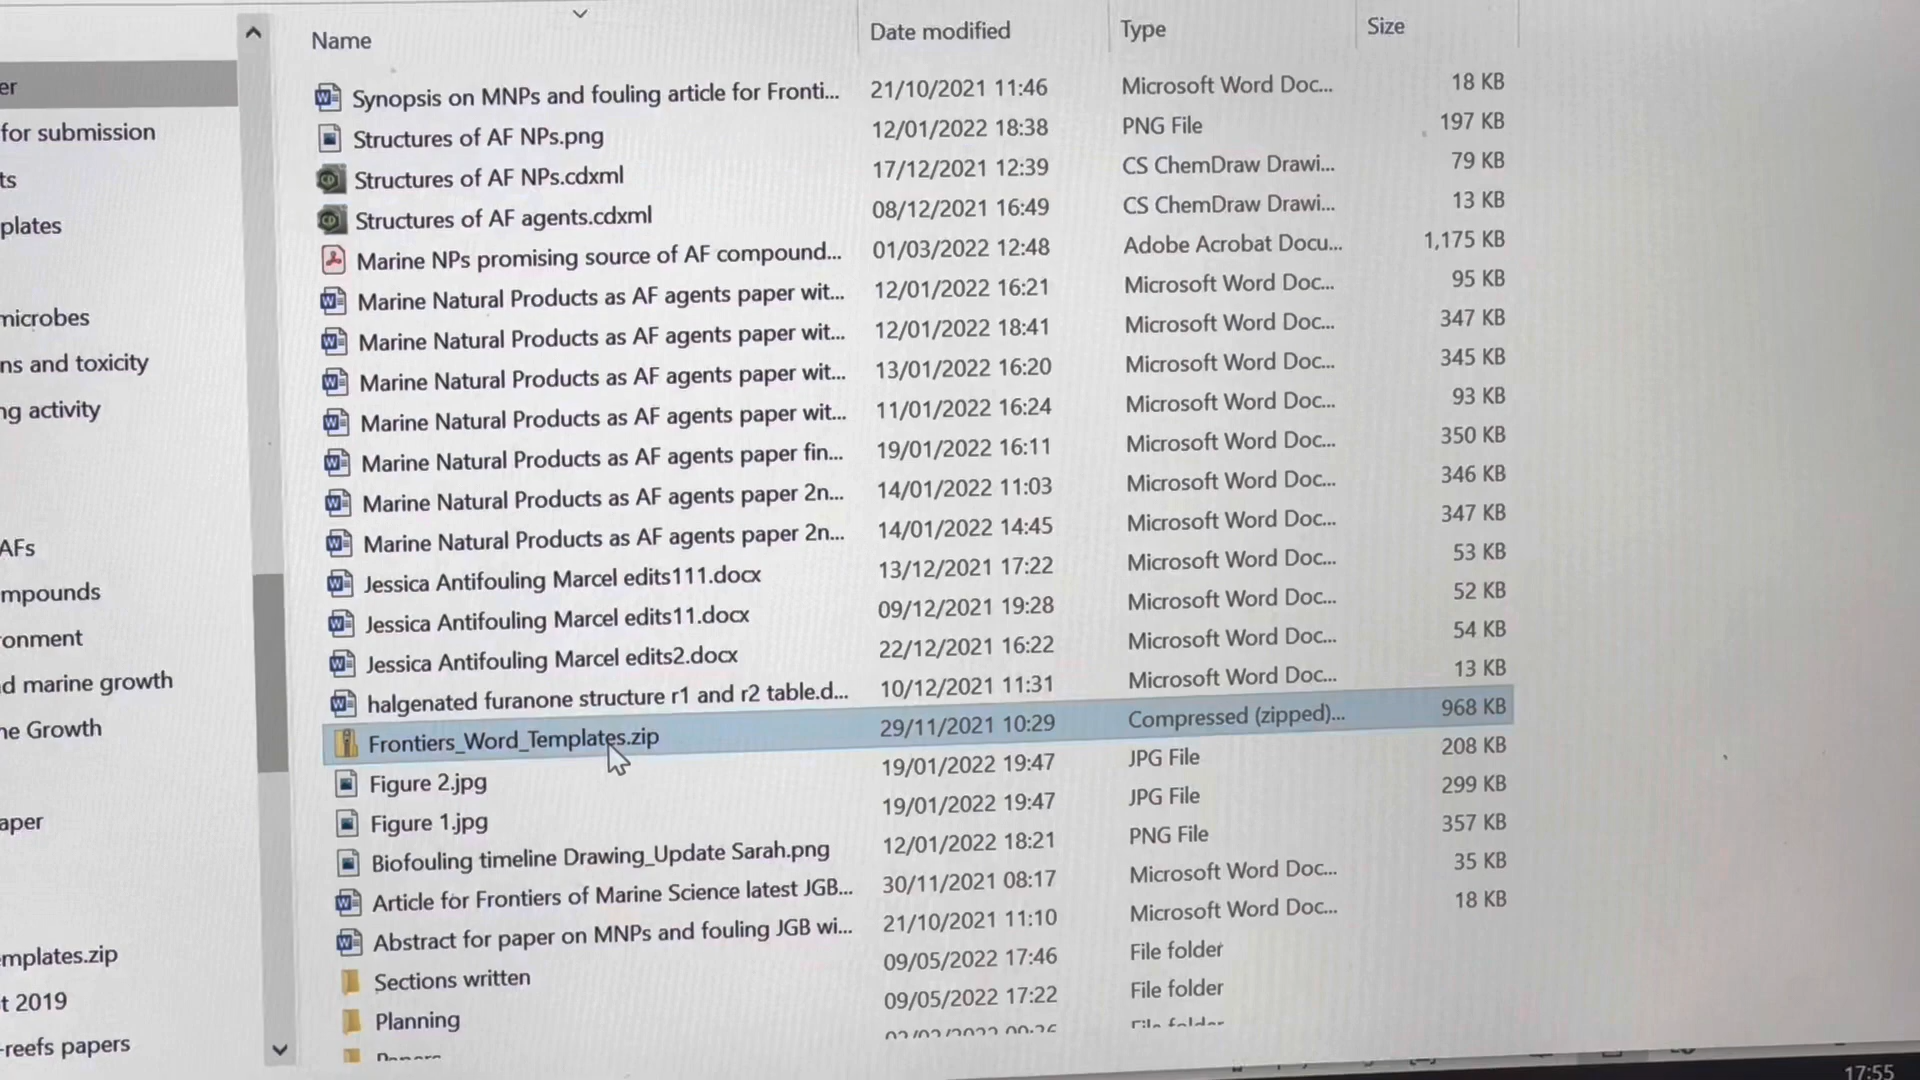 Name Date modified Type Size
Synopsis on MNPs and fouling article for Fronti... 21/10/2021 11:46 Microsoft Word Doc... 18 KB
Structures of AF NPs.png 12/01/2022 18:38 PNG File 197 KB
Structures of AF NPs.cdxml 17/12/2021 12:39 CS ChemDraw Drawi... 79 KB
Structures of AF agents.cdxml 08/12/2021 16:49 CS ChemDraw Drawi... 13 KB
Marine NPs promising source of AF compound... 01/03/2022 12:48 Adobe Acrobat Docu... 1,175 KB
Marine Natural Products as AF agents paper wit... 12/01/2022 16:21 Microsoft Word Doc... 95 KB
Marine Natural Products as AF agents paper wit... 12/01/2022 18:41 Microsoft Word Doc... 347 KB
Marine Natural Products as AF agents paper wit... 13/01/2022 16:20 Microsoft Word Doc... 345 KB
Marine Natural Products as AF agents paper wit... 11/01/2022 16:24 Microsoft Word Doc... 93 KB
Marine Natural Products as AF agents paper fin... 19/01/2022 16:11 Microsoft Word Doc... 350 KB
Marine Natural Products as AF agents paper 2n... 14/01/2022 11:03 Microsoft Word Doc... 346 KB
Marine Natural Products as AF agents paper 2n... 14/01/2022 14:45 Microsoft Word Doc... 347 KB
Jessica Antifouling Marcel edits111.docx 13/12/2021 17:22 Microsoft Word Doc... 53 KB
Jessica Antifouling Marcel edits11.docx 09/12/2021 19:28 Microsoft Word Doc... 52 KB
Jessica Antifouling Marcel edits2.docx 22/12/2021 16:22 Microsoft Word Doc... 54 KB
halgenated furanone structure r1 and r2 table.d... 10/12/2021 11:31 Microsoft Word Doc... 13 KB
Frontiers_Word_Templates.zip 29/11/2021 10:29 Compressed (zipped)... 968 KB
Figure 2.jpg 19/01/2022 19:47 JPG File 208 KB
Figure 1.jpg 19/01/2022 19:47 JPG File 299 KB
Biofouling timeline Drawing_Update Sarah.png 12/01/2022 18:21 PNG File 357 KB
Article for Frontiers of Marine Science latest JGB... 30/11/2021 08:17 Microsoft Word Doc... 35 KB
Abstract for paper on MNPs and fouling JGB wi... 21/10/2021 11:10 Microsoft Word Doc... 18 KB
Sections written 09/05/2022 17:46 File folder
Planning 09/05/2022 17:22 File folder
er
for submission
ts
plates
microbes
ns and toxicity
ng activity
AFs
mpounds
ronment
d marine growth
ne Growth
aper
mplates.zip
t 2019
-reefs papers
17:55